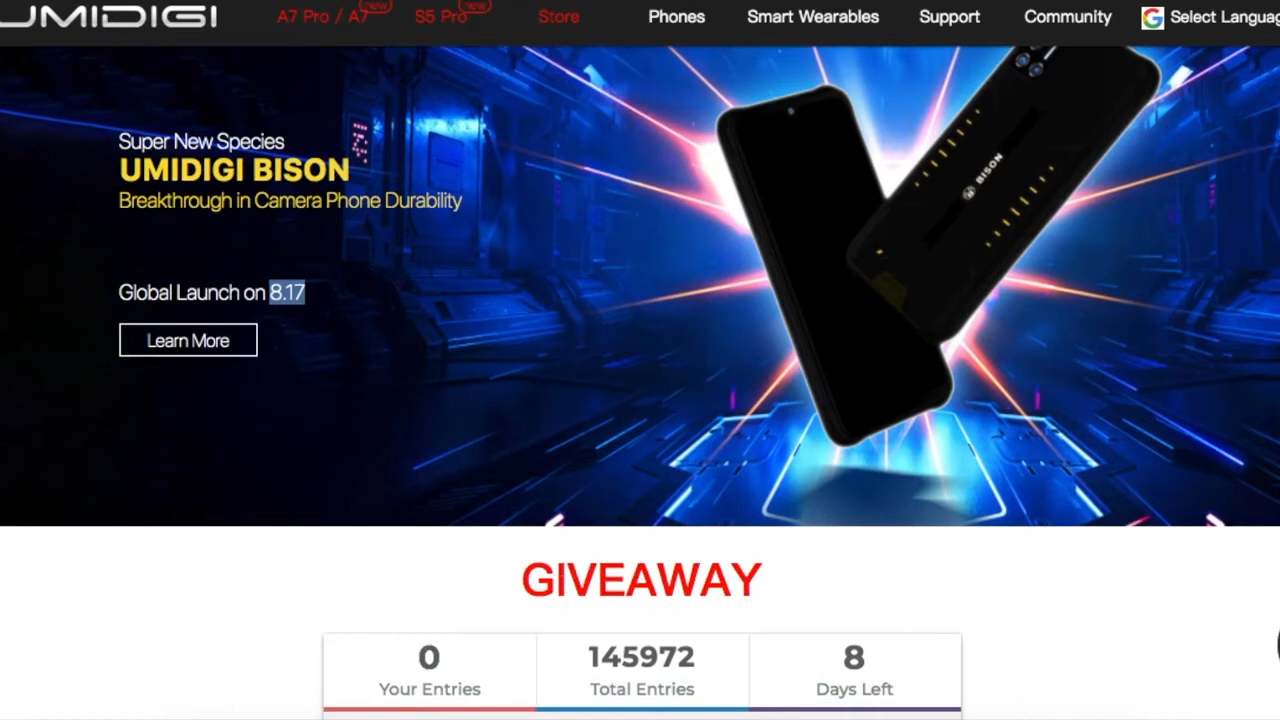 UMIDIGI
A7 Pro / A7 new S5 Pro new Store Phones Smart Wearables Support Community G Select
Super New Species
UMIDIGI BISON
Breakthrough in Camera Phone Durability
BISON
Global Launch on 8.17
Learn More
GIVEAWAY
0 145972 8
Your Entries Total Entries Days Left